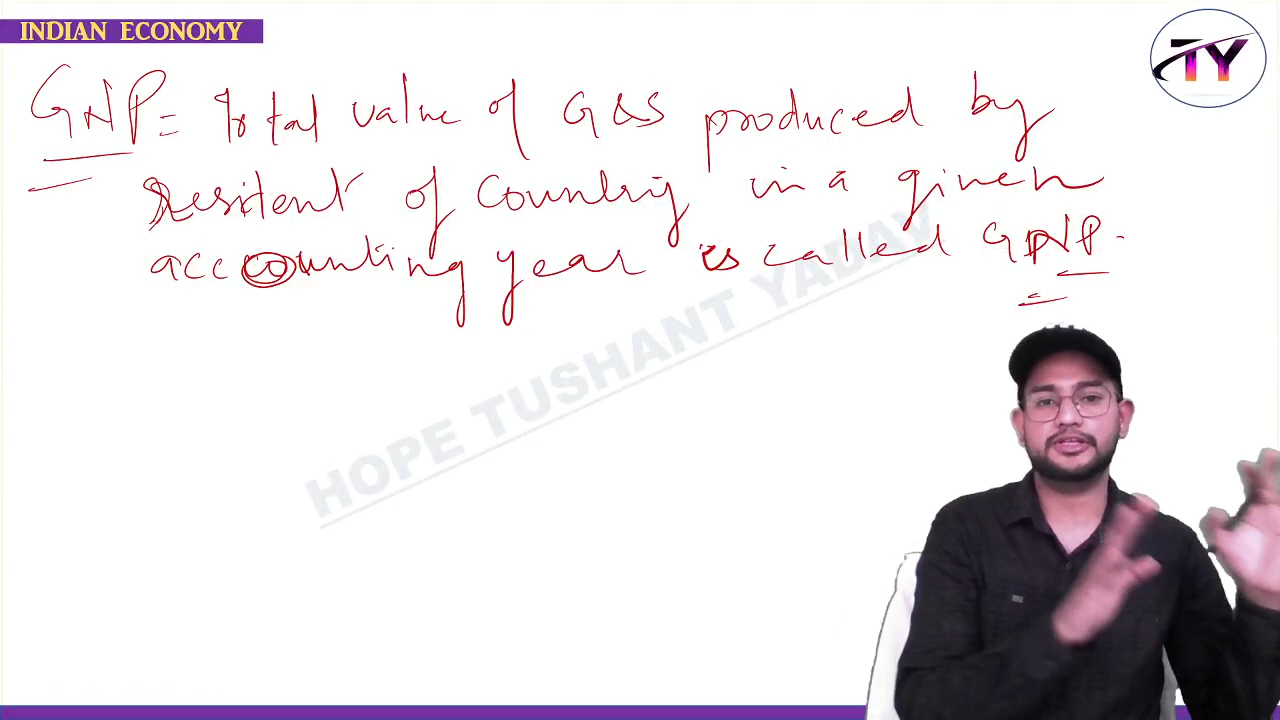 INDIAN ECONOMY
TY
GNP = total value of G&S produced by
Resident of country in a given
accounting year is called GNP.
HOPE TUSHANT YADAV